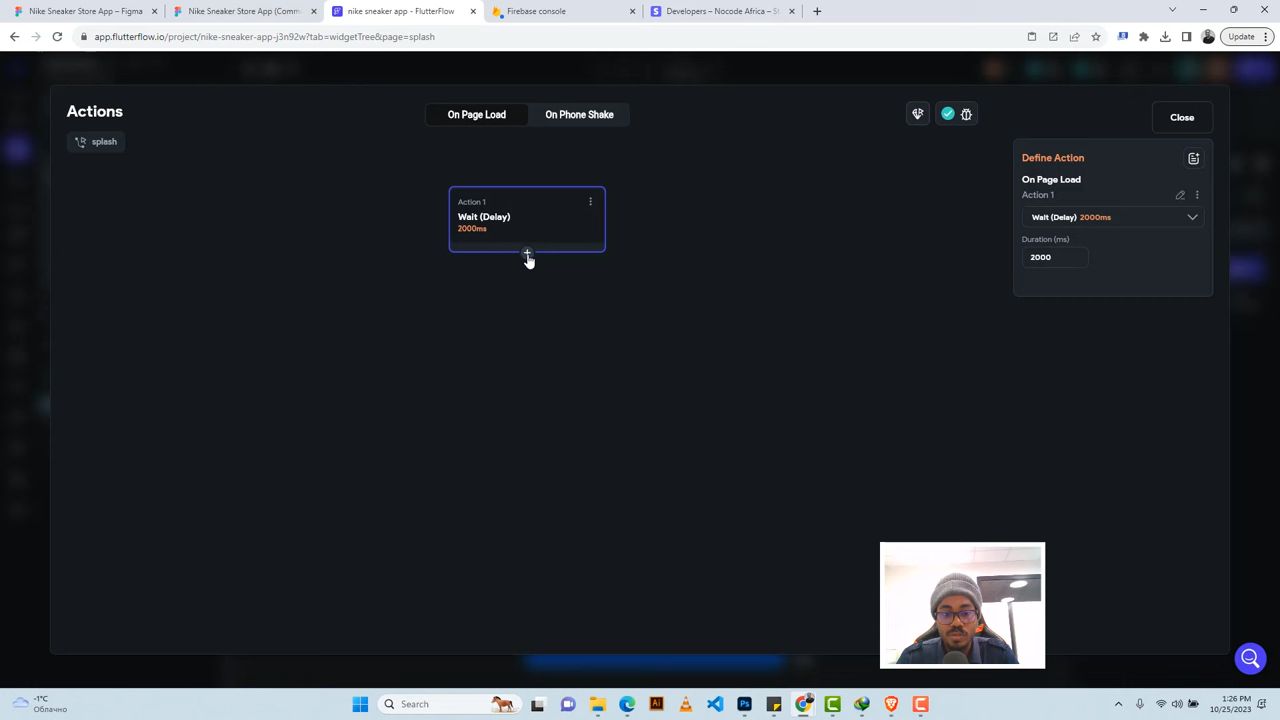 Nike Sneaker Store App – Figma
Nike Sneaker Store App (Comm
nike sneaker app - FlutterFlow
Firebase console
Developers – Nocode Africa – S
app.flutterflow.io/project/nike-sneaker-app-j3n92w?tab=widgetTree&page=splash
Update
Actions
On Page Load
On Phone Shake
Close
splash
Define Action
On Page Load
Action 1
Wait (Delay) 2000ms
Duration (ms)
2000
Action 1
Wait (Delay)
2000ms
-1°C
Облачно
Search
1:26 PM
10/25/2023